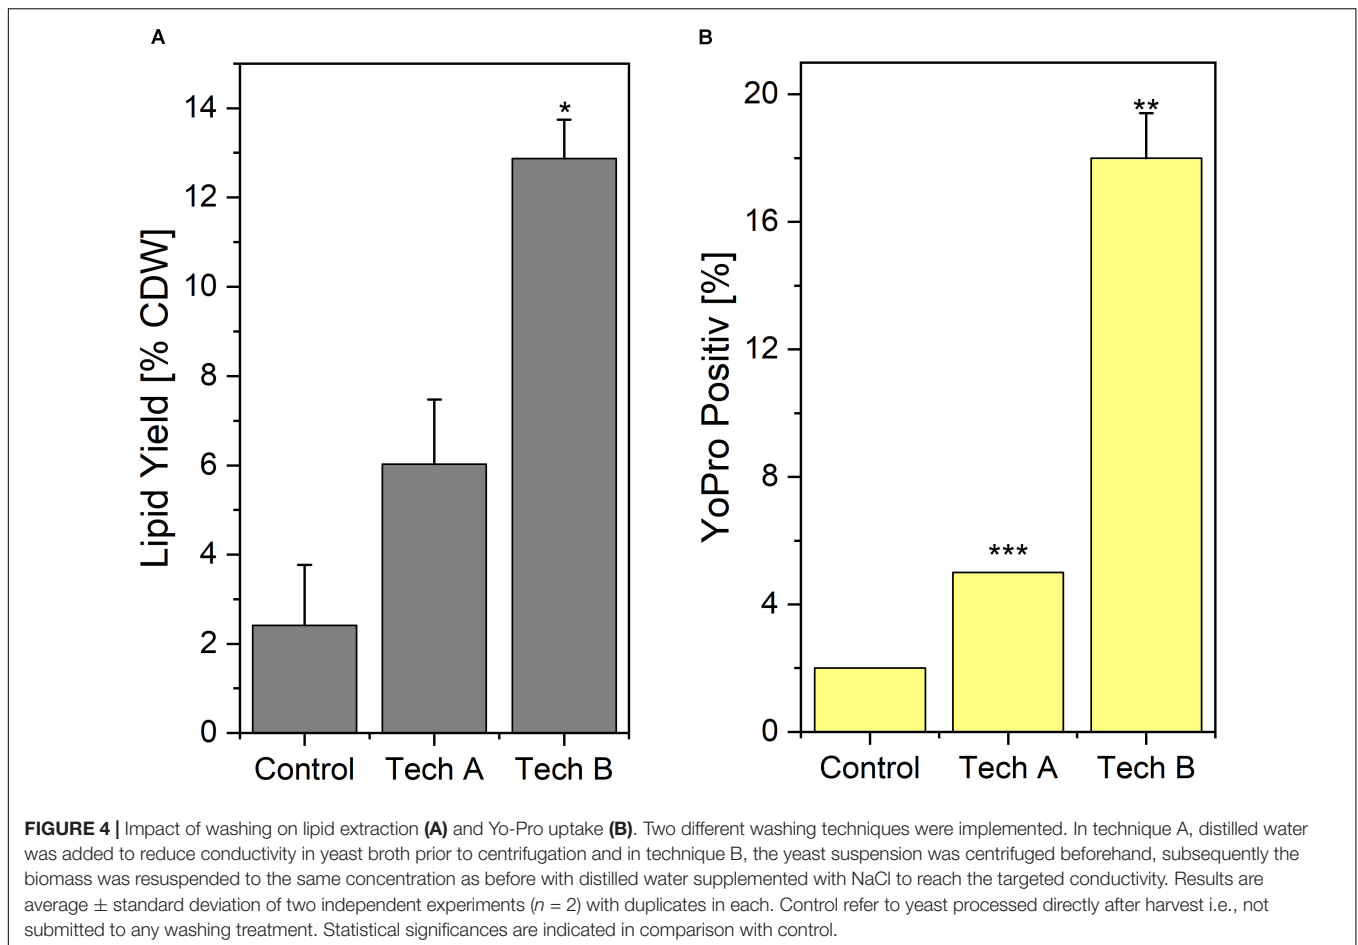 A
B
14
12
10
8
6
4
2
0
Lipid Yield [% CDW]
*
Control Tech A Tech B
20
16
12
8
4
0
YoPro Positiv [%]
**
***
Control Tech A Tech B
FIGURE 4 | Impact of washing on lipid extraction (A) and Yo-Pro uptake (B). Two different washing techniques were implemented. In technique A, distilled water
was added to reduce conductivity in yeast broth prior to centrifugation and in technique B, the yeast suspension was centrifuged beforehand, subsequently the
biomass was resuspended to the same concentration as before with distilled water supplemented with NaCl to reach the targeted conductivity. Results are
average ± standard deviation of two independent experiments (n = 2) with duplicates in each. Control refer to yeast processed directly after harvest i.e., not
submitted to any washing treatment. Statistical significances are indicated in comparison with control.